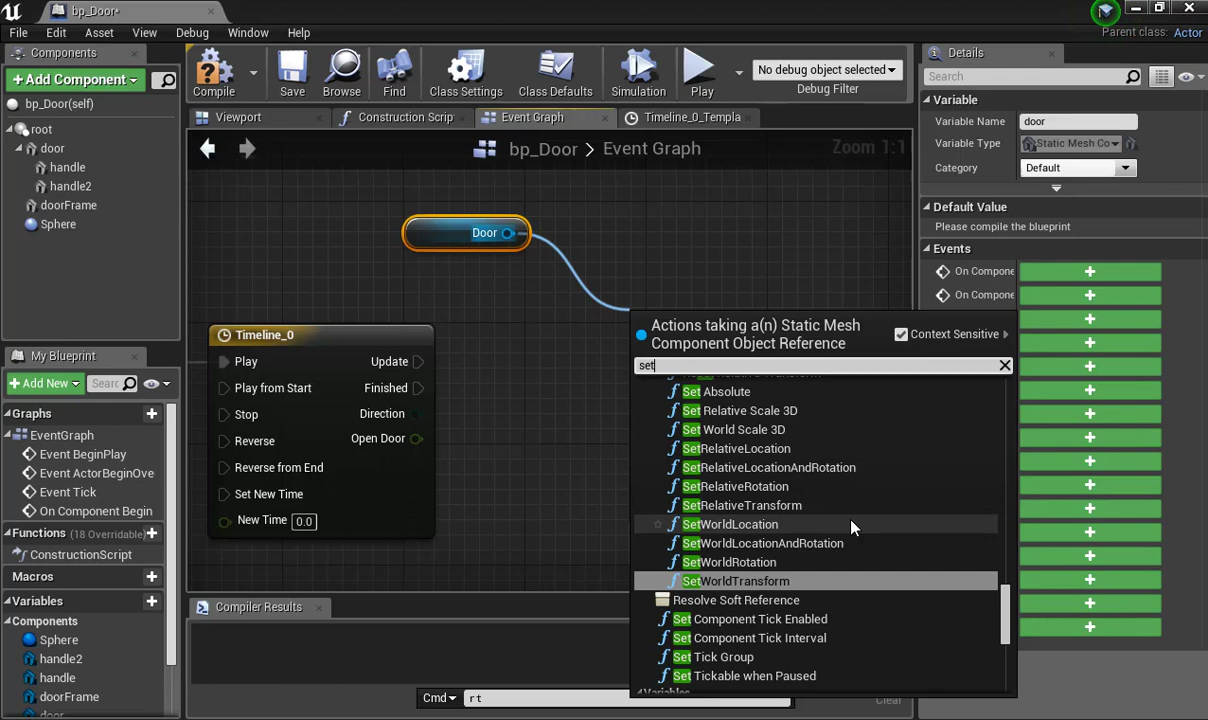 bp_Door*
File Edit Asset View Debug Window Help
Parent class: Actor
Components
+Add Component
bp_Door(self)
root
door
handle
handle2
doorFrame
Sphere
Compile
Save
Browse
Find
Class Settings
Class Defaults
Simulation
Play
No debug object selected
Debug Filter
Viewport
Construction Scrip
Event Graph
Timeline_0_Templa
bp_Door > Event Graph
Zoom 1:1
Door
Timeline_0
Play
Play from Start
Stop
Reverse
Reverse from End
Set New Time
New Time 0.0
Update
Finished
Direction
Open Door
Actions taking a(n) Static Mesh
Component Object Reference
Context Sensitive
set
Set Absolute
Set Relative Scale 3D
Set World Scale 3D
SetRelativeLocation
SetRelativeLocationAndRotation
SetRelativeRotation
SetRelativeTransform
SetWorldLocation
SetWorldLocationAndRotation
SetWorldRotation
SetWorldTransform
Resolve Soft Reference
Set Component Tick Enabled
Set Component Tick Interval
Set Tick Group
Set Tickable when Paused
Variables
My Blueprint
+Add New
Searc
Graphs
EventGraph
Event BeginPlay
Event ActorBeginOve
Event Tick
On Component Begin
Functions (18 Overridable)
ConstructionScript
Macros
Variables
Components
Sphere
handle2
handle
doorFrame
door
Compiler Results
Cmd
rt
Clear
Details
Search
Variable
Variable Name door
Variable Type Static Mesh Co
Category Default
Default Value
Please compile the blueprint
Events
On Compone
On Compone